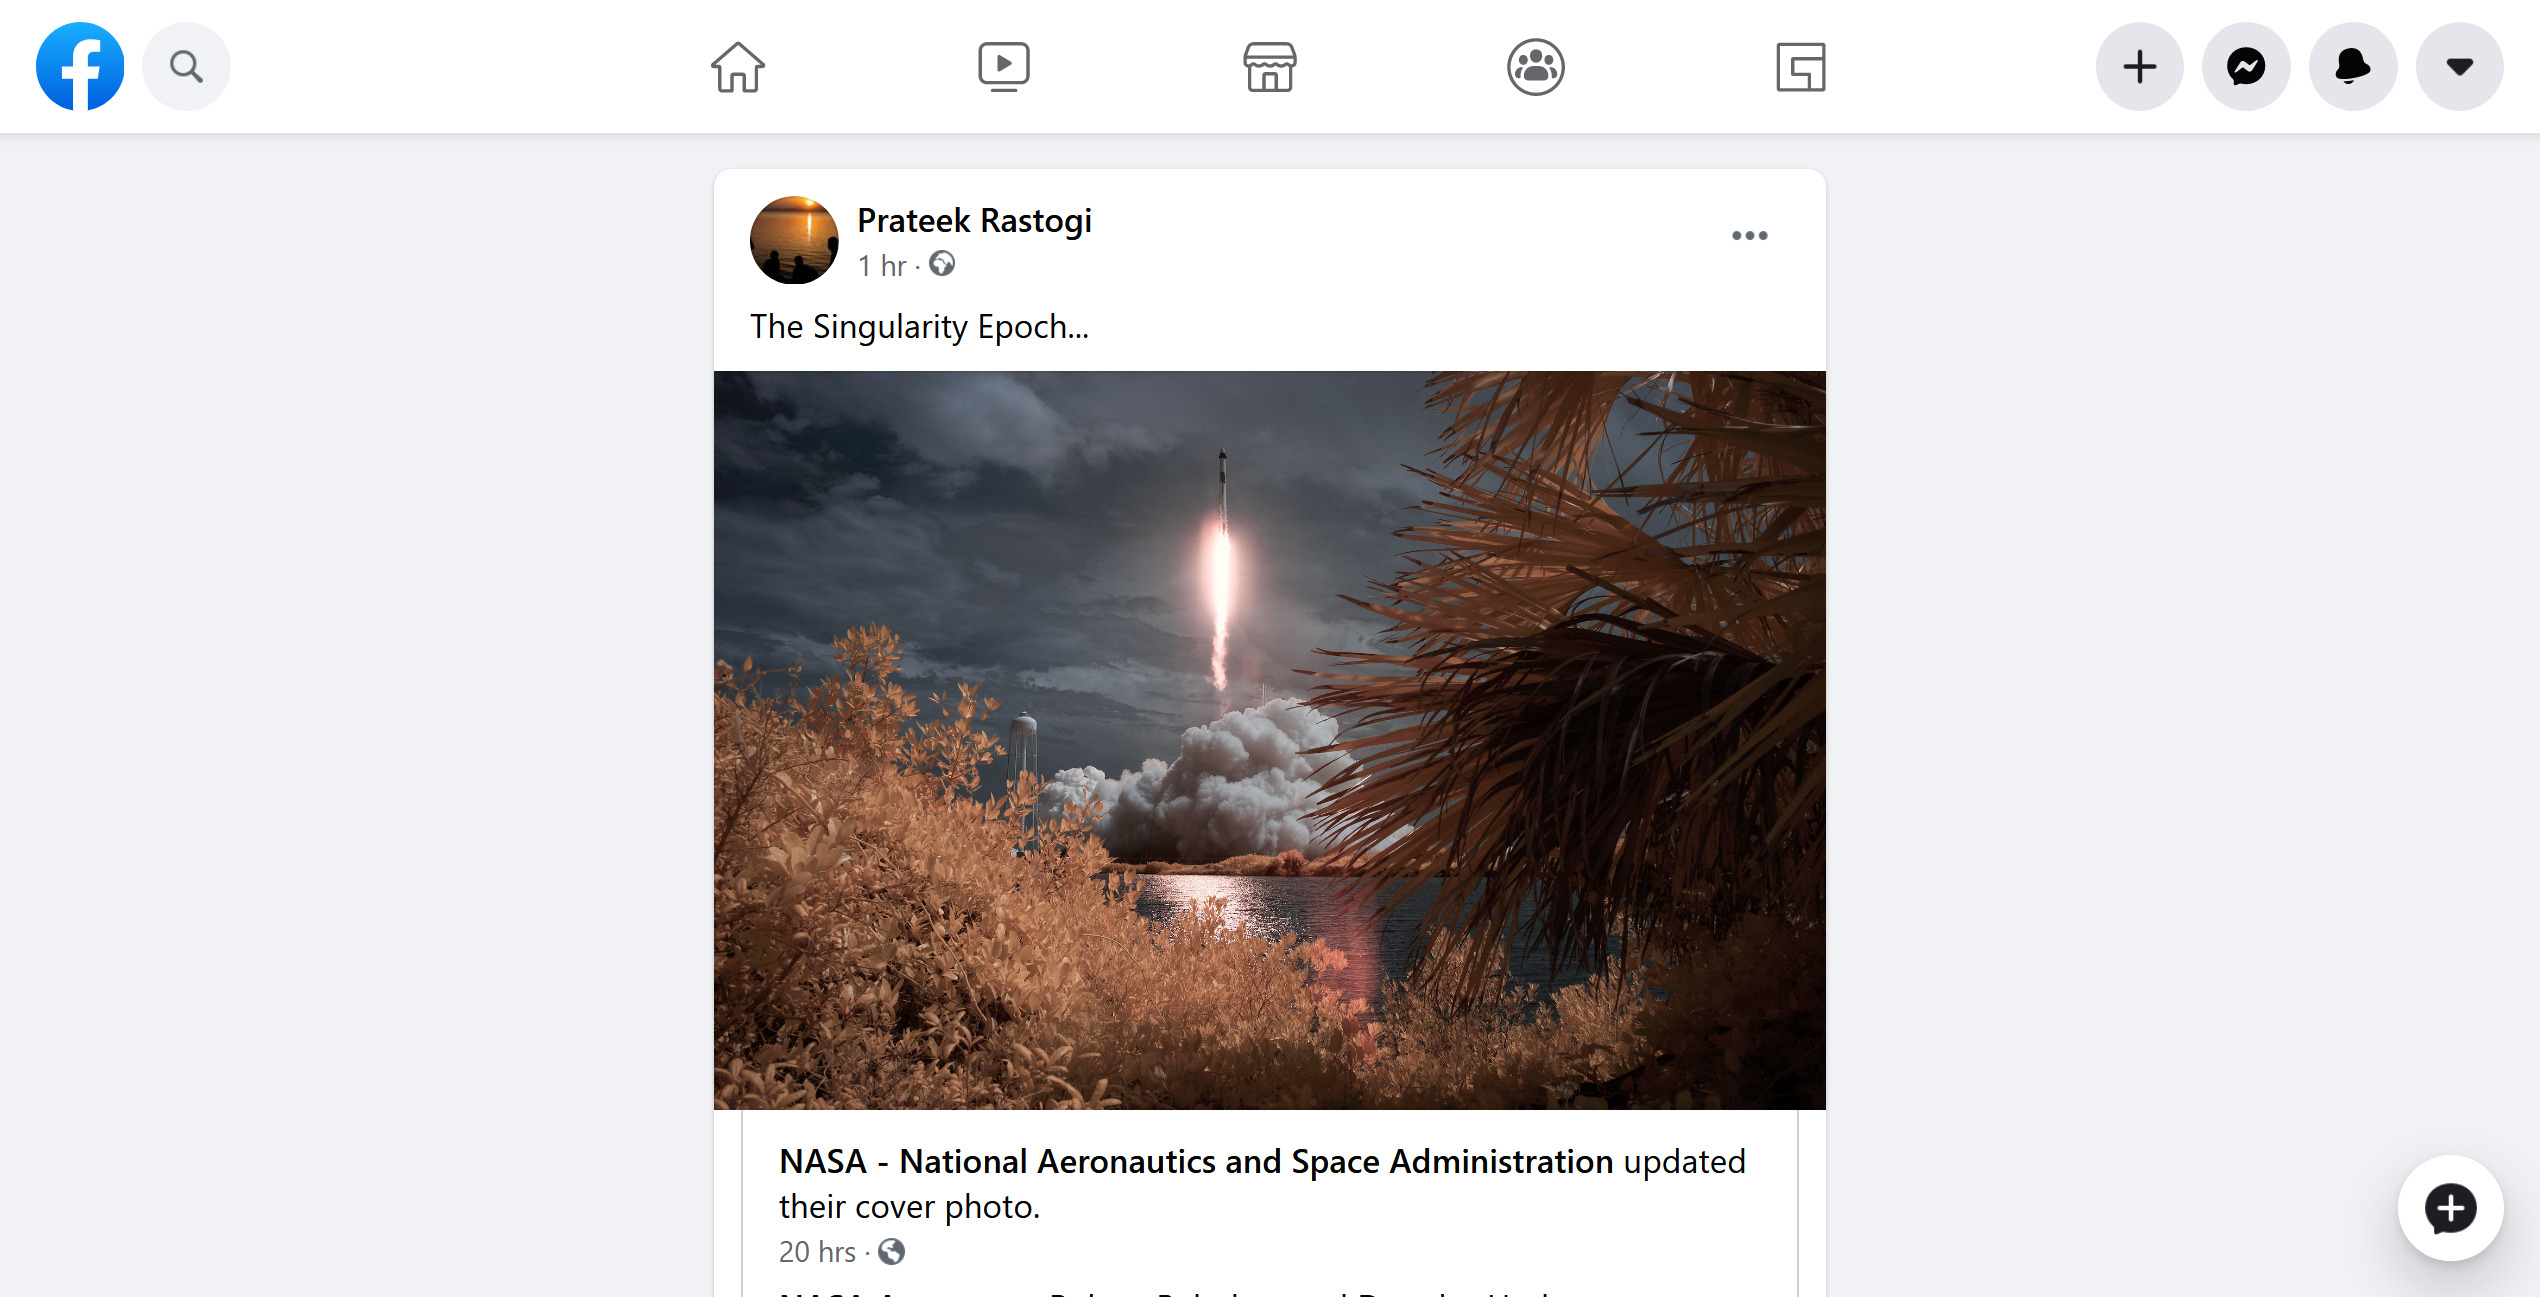 Prateek Rastogi
1 hr ·
The Singularity Epoch...
NASA - National Aeronautics and Space Administration updated
their cover photo.
20 hrs ·